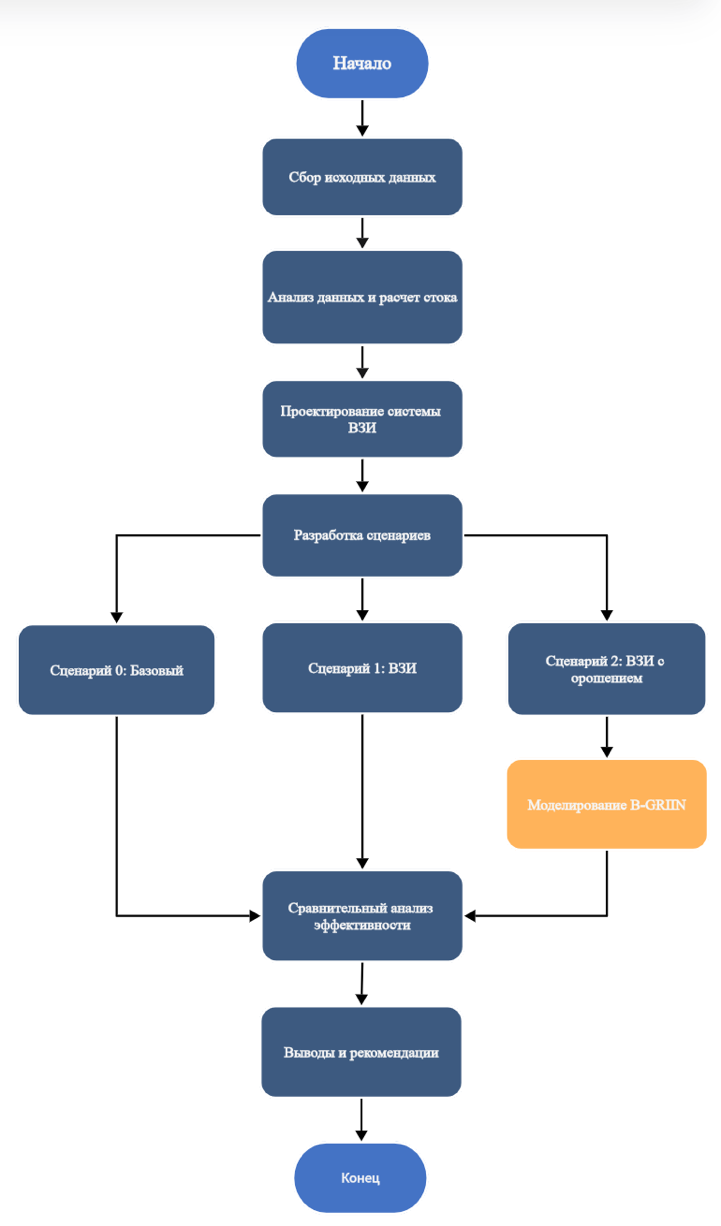 Начало
Сбор исходных данных
Анализ данных и расчет стока
Проектирование системы
ВЗИ
Разработка сценариев
Сценарий 0: Базовый
Сценарий 1: ВЗИ
Сценарий 2: ВЗИ с
орошением
Моделирование B-GRIIN
Сравнительный анализ
эффективности
Выводы и рекомендации
Конец